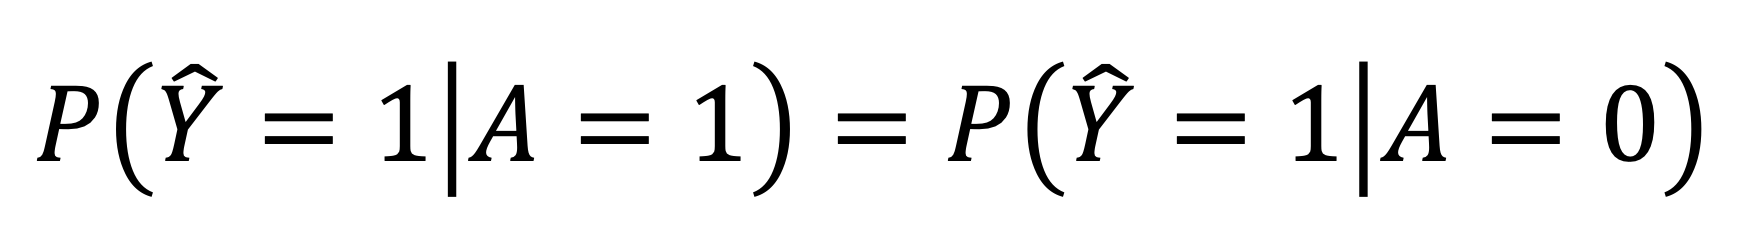 P(Ŷ = 1|A = 1) = P(Ŷ = 1|A = 0)